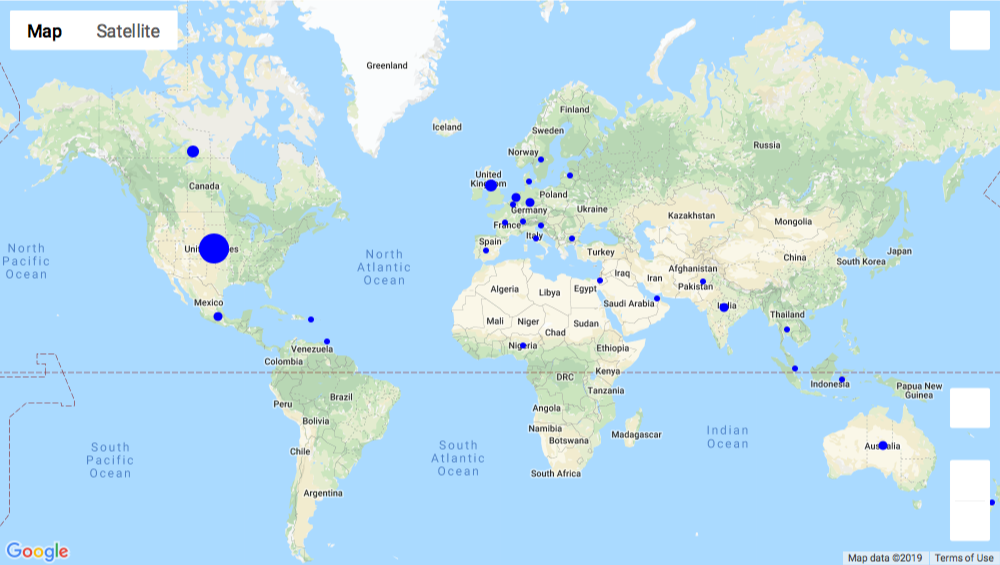 Map
Satellite
Greenland
Iceland
Finland
Sweden
Norway
Russia
United
Kingdom
Canada
Poland
Germany
Ukraine
France
Kazakhstan
Mongolia
Italy
Spain
Turkey
United States
North
Pacific
Ocean
North
Atlantic
Ocean
China
Japan
South Korea
Afghanistan
Iraq
Iran
Pakistan
Algeria
Libya
Egypt
Saudi Arabia
India
Mexico
Mali
Niger
Chad
Sudan
Thailand
Nigeria
Ethiopia
Venezuela
Colombia
DRC
Kenya
Tanzania
Indonesia
Papua New
Guinea
Peru
Brazil
Bolivia
Angola
Namibia
Botswana
Madagascar
Indian
Ocean
South
Pacific
Ocean
South
Atlantic
Ocean
Chile
Australia
South Africa
Argentina
Google
Map data ©2019
Terms of Use